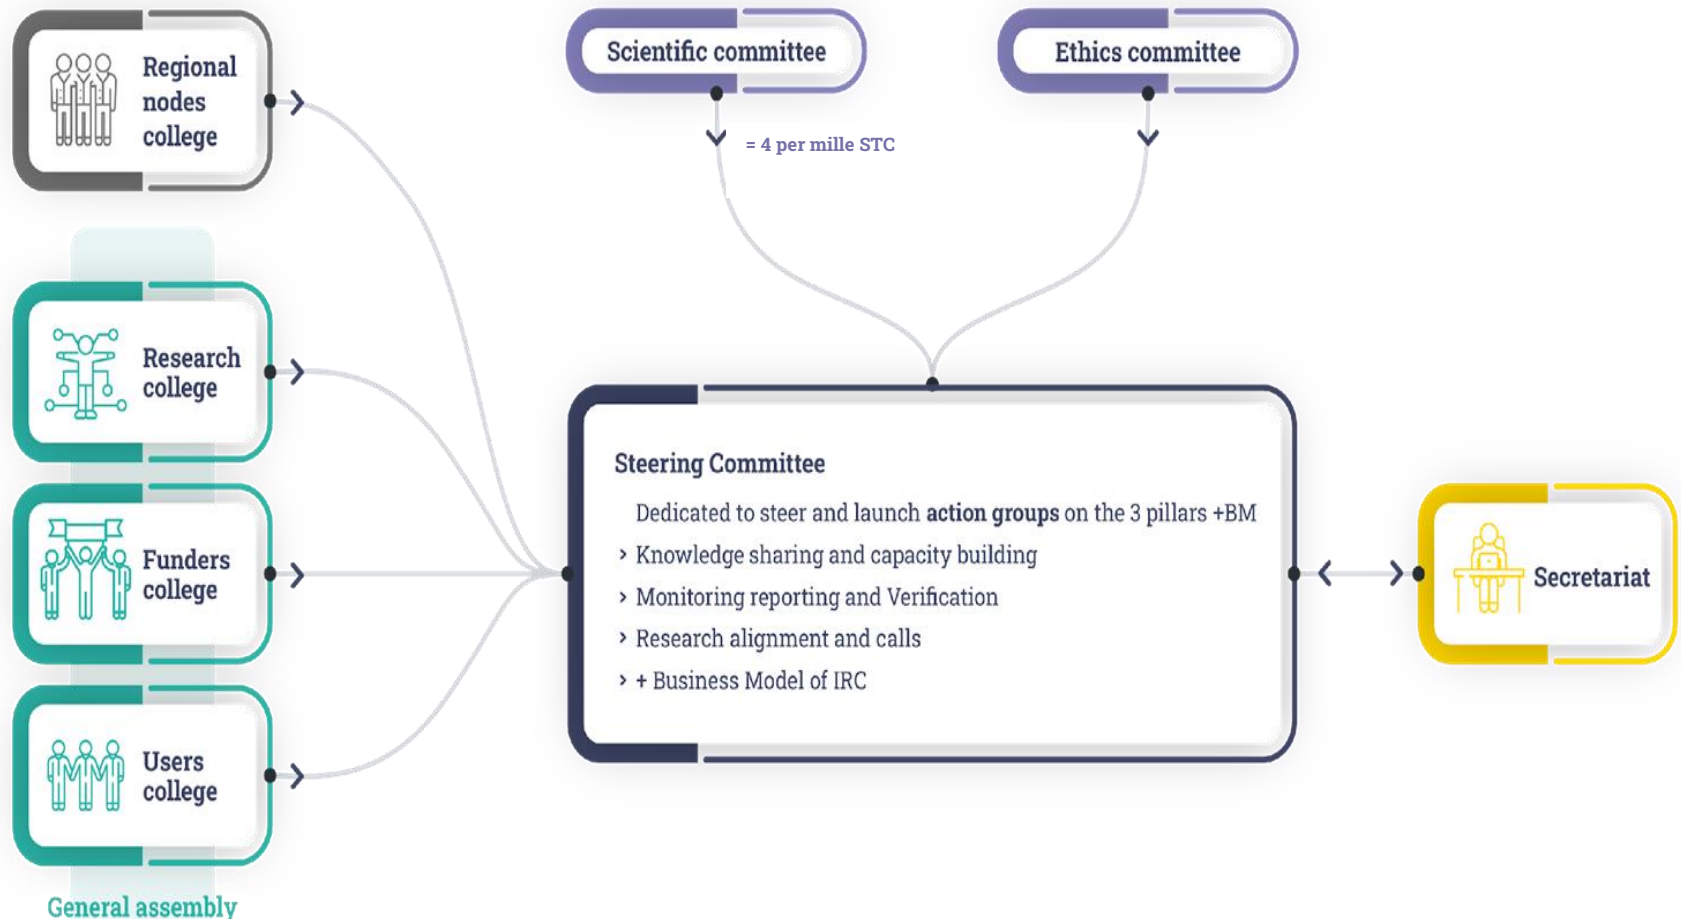 Regional
nodes
college
Scientific committee
Ethics committee
= 4 per mille STC
Research
college
Funders
college
Users
college
General assembly
Steering Committee
Dedicated to steer and launch action groups on the 3 pillars +BM
› Knowledge sharing and capacity building
› Monitoring reporting and Verification
› Research alignment and calls
› + Business Model of IRC
Secretariat